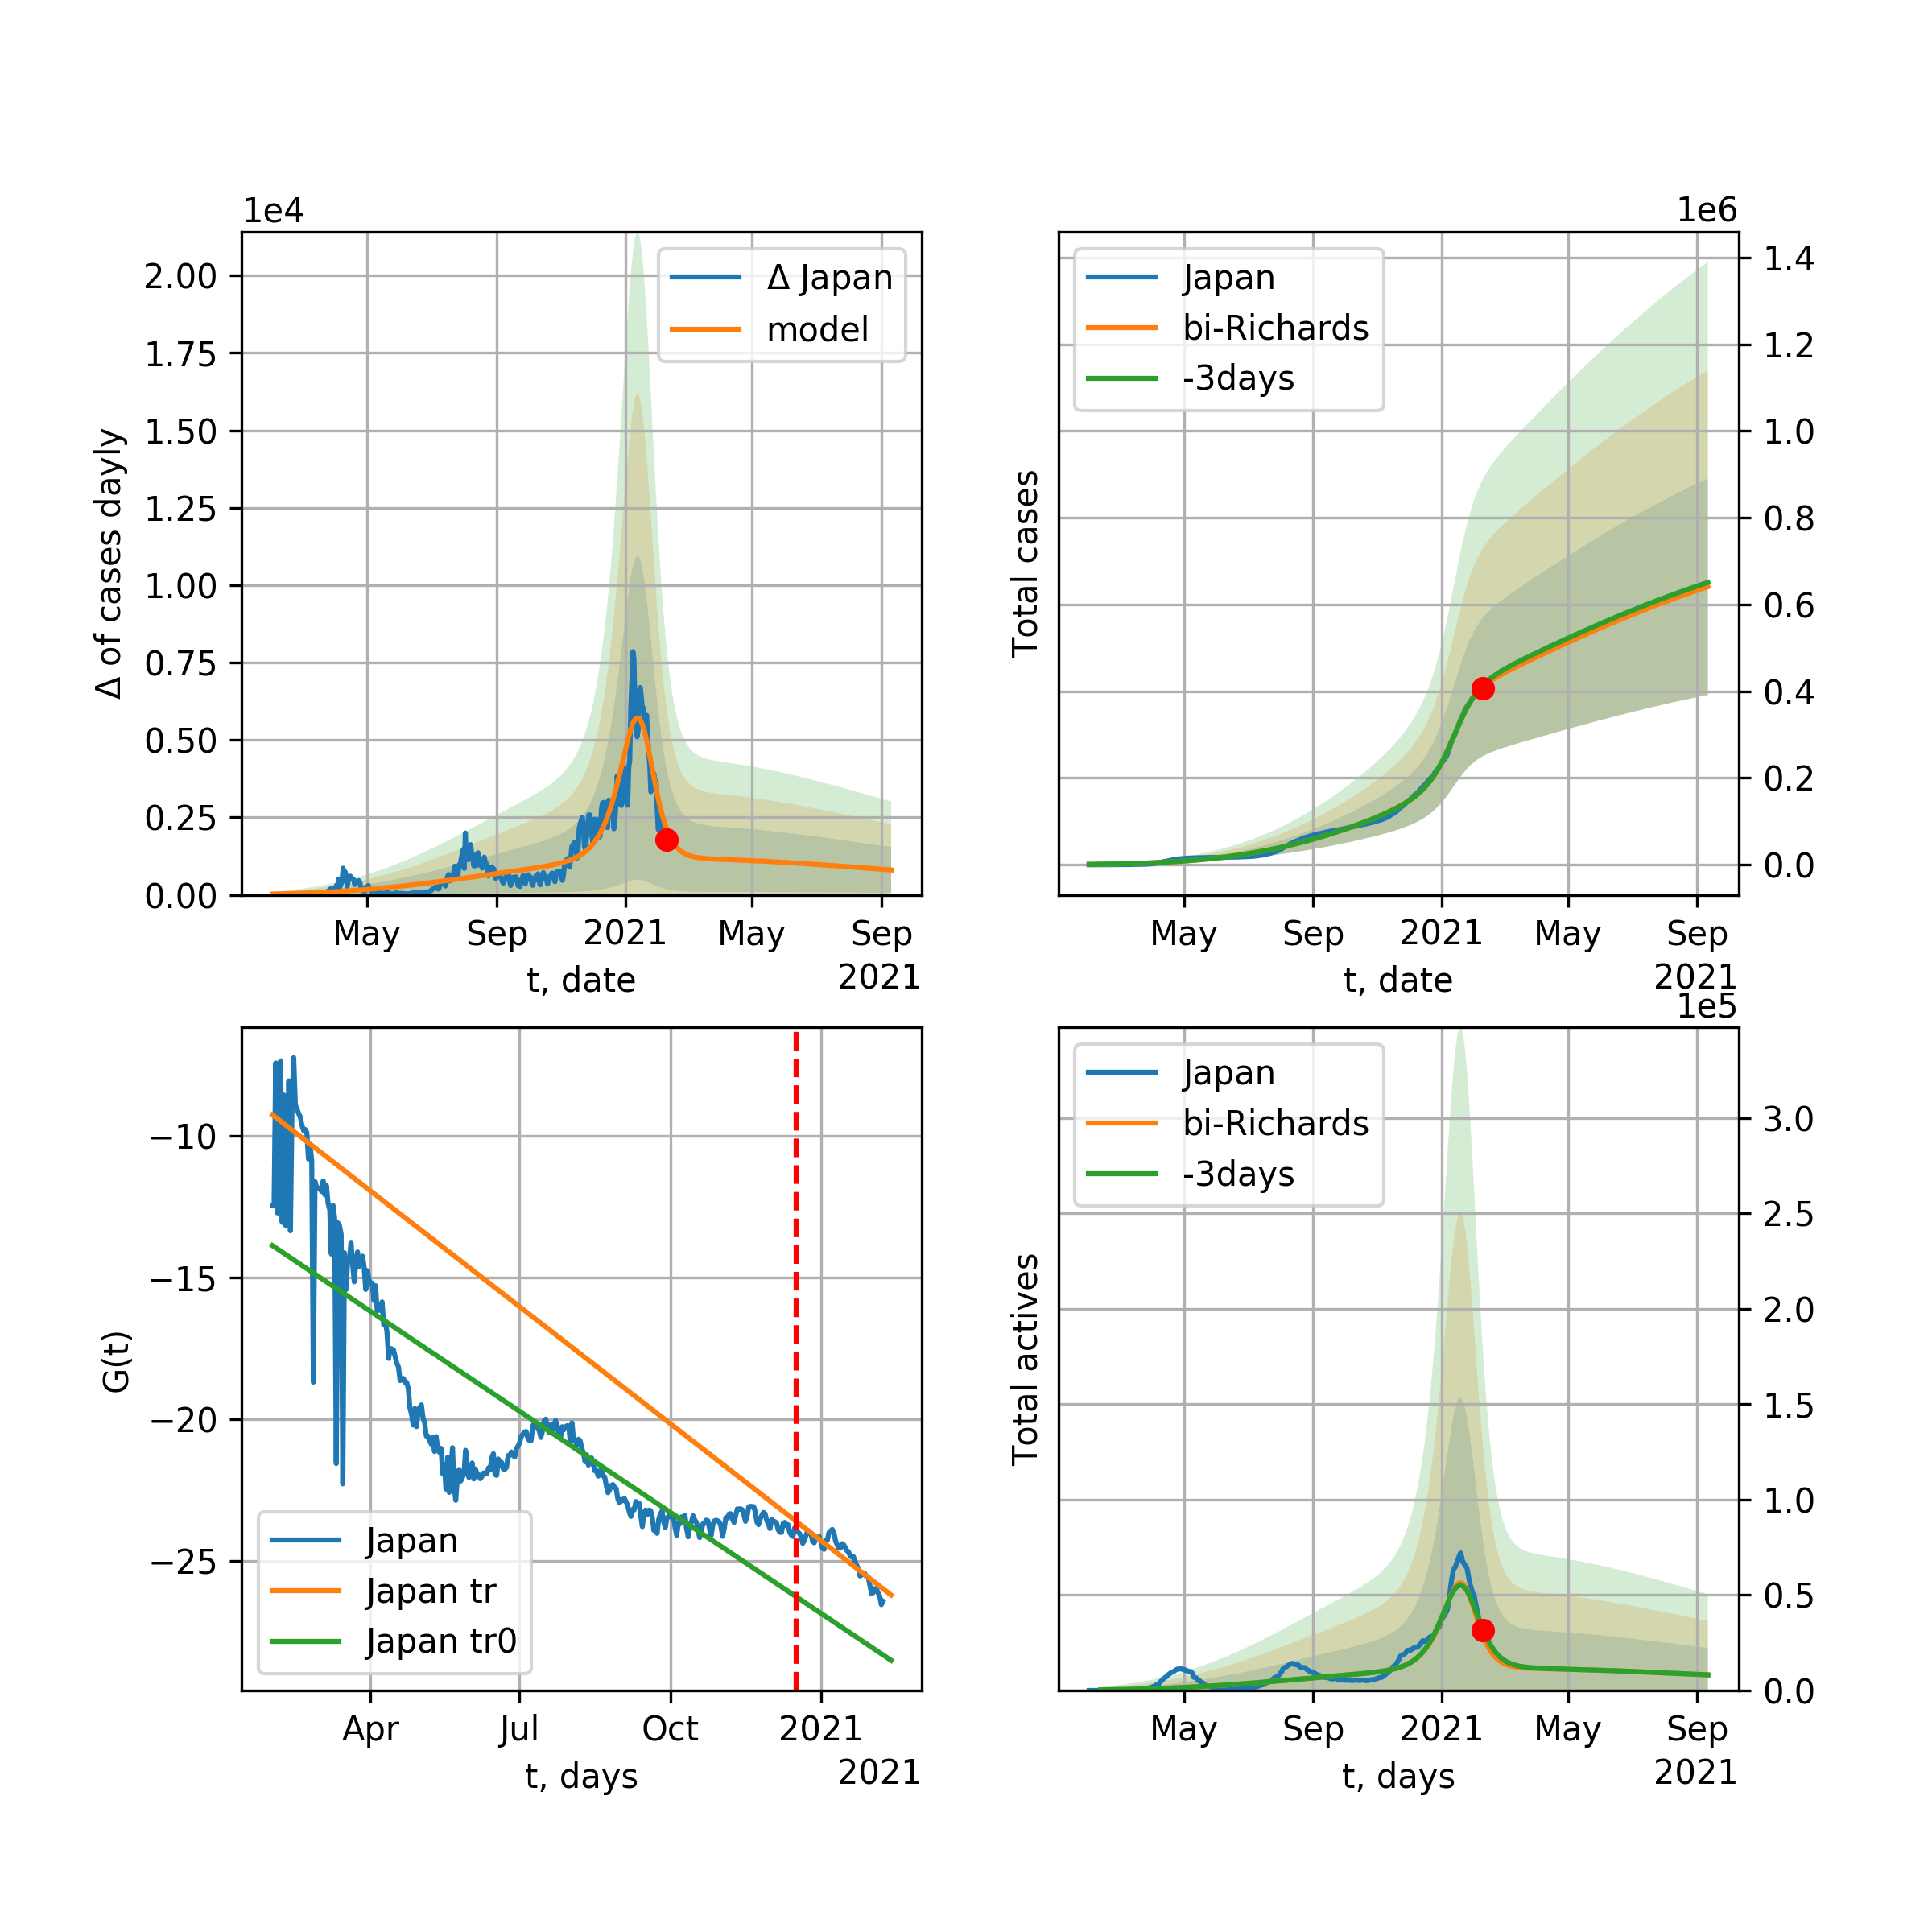 1e4
2.00
1.75
1.50
1.25
1.00
0.75
0.50
0.25
0.00
Δ of cases dayly
Δ Japan
model
May
Sep
2021
May
Sep
t, date
2021
1e6
Japan
bi-Richards
-3days
1.4
1.2
1.0
0.8
0.6
0.4
0.2
0.0
Total cases
May
Sep
2021
May
Sep
t, date
2021
−10
−15
−20
−25
G(t)
Japan
Japan tr
Japan tr0
Apr
Jul
Oct
2021
t, days
2021
1e5
Japan
bi-Richards
-3days
3.0
2.5
2.0
1.5
1.0
0.5
0.0
Total actives
May
Sep
2021
May
Sep
t, days
2021